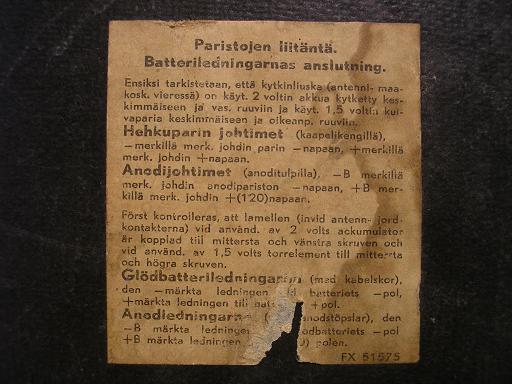 Paristojen liitäntä.
Batteriledningarnas anslutning.
Ensiksi tarkistetaan, että kytkinliuska (antenni- maa-
kosk. vieressä) on käyt. 2 voltin akkua kytketty kes-
kimmäiseen ja vas. ruuviin ja käyt. 1,5 voltin kui-
vaparia keskimmäiseen ja oikeanp. ruuviin.
Hehkuparin johtimet (kaapelikengillä),
—merkillä merk. johdin parin —napaan, +merkillä
merk. johdin +napaan.
Anodijohtimet (anoditulpilla), —B merkillä
merk. johdin anodipariston —napaan, +B mer-
killä merk. johdin +(120)napaan.
Först kontrolleras, att lamellen (invid antenn- jord-
kontakterna) vid använd. av 2 volts ackumulator
är kopplad till mittersta och vänstra skruven och
vid använd. av 1,5 volts torrelement till mittersta
och högra skruven.
Glödbatteriledningarna (med kabelskor),
den —märkta ledningen batteriets —pol,
+märkta ledningen till + pol.
Anodledningarna den
—B märkta ledningen —pol
+B märkta ledningen polen.
FX 51575